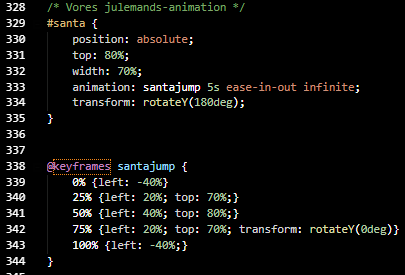 328 /* Vores julemands-animation */
329 #santa {
330 position: absolute;
331 top: 80%;
332 width: 70%;
333 animation: santajump 5s ease-in-out infinite;
334 transform: rotateY(180deg);
335 }
336
337
338 @keyframes santajump {
339 0% {left: -40%}
340 25% {left: 20%; top: 70%;}
341 50% {left: 40%; top: 80%;}
342 75% {left: 20%; top: 70%; transform: rotateY(0deg)}
343 100% {left: -40%;}
344 }